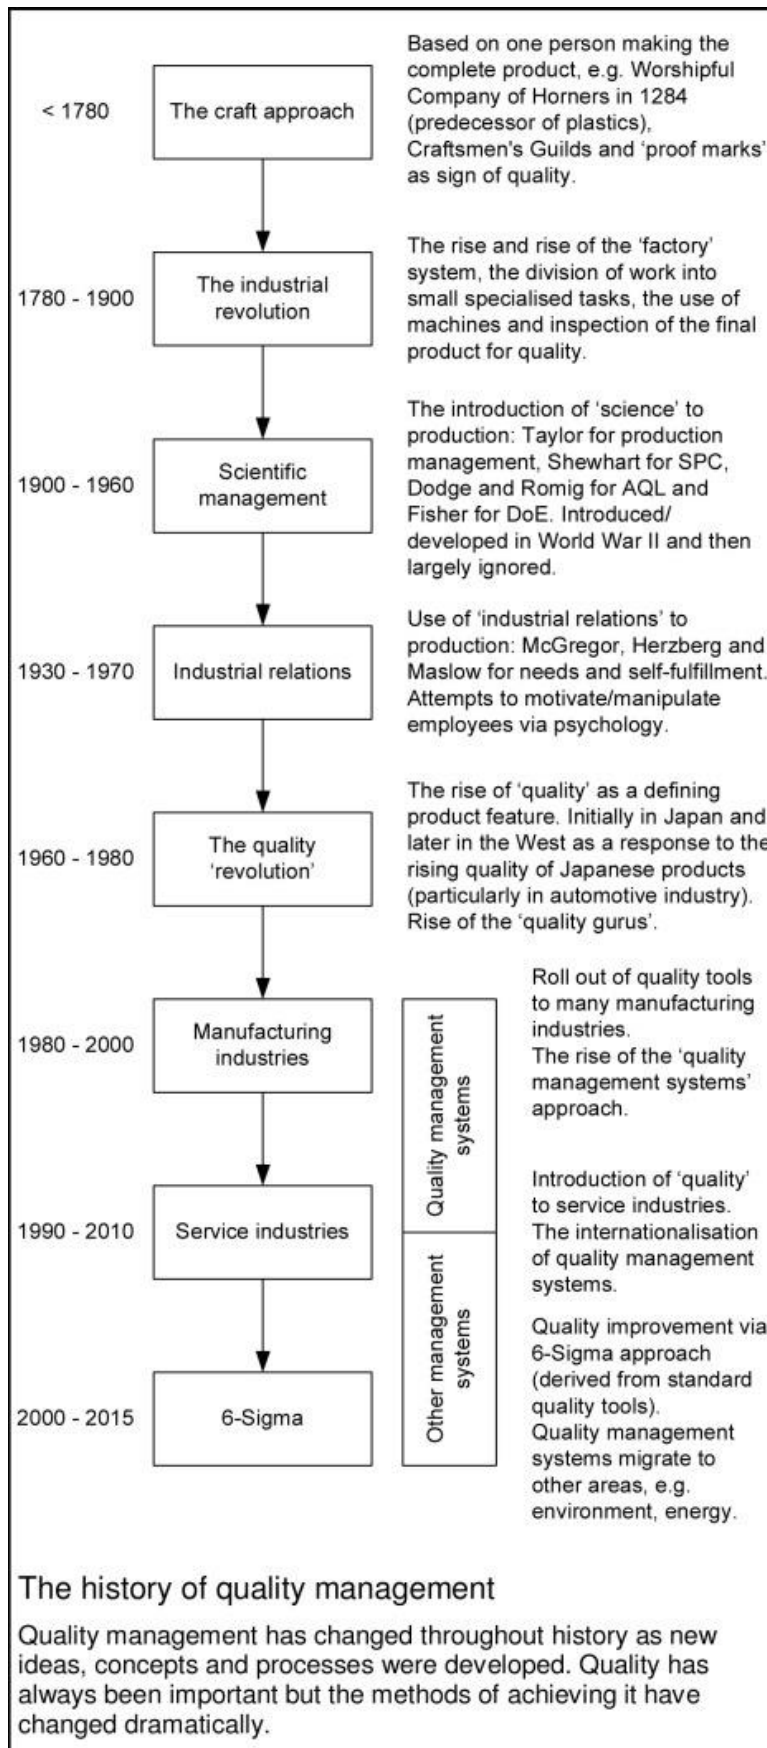 < 1780
The craft approach
Based on one person making the
complete product, e.g. Worshipful
Company of Horners in 1284
(predecessor of plastics),
Craftsmen's Guilds and ‘proof marks’
as sign of quality.
1780 - 1900
The industrial
revolution
The rise and rise of the ‘factory’
system, the division of work into
small specialised tasks, the use of
machines and inspection of the final
product for quality.
1900 - 1960
Scientific
management
The introduction of ‘science’ to
production: Taylor for production
management, Shewhart for SPC,
Dodge and Romig for AQL and
Fisher for DoE. Introduced/
developed in World War II and then
largely ignored.
1930 - 1970
Industrial relations
Use of ‘industrial relations’ to
production: McGregor, Herzberg and
Maslow for needs and self-fulfillment.
Attempts to motivate/manipulate
employees via psychology.
1960 - 1980
The quality
‘revolution’
The rise of ‘quality’ as a defining
product feature. Initially in Japan and
later in the West as a response to the
rising quality of Japanese products
(particularly in automotive industry).
Rise of the ‘quality gurus’.
1980 - 2000
Manufacturing
industries
Quality management
systems
Roll out of quality tools
to many manufacturing
industries.
The rise of the ‘quality
management systems’
approach.
1990 - 2010
Service industries
Introduction of ‘quality’
to service industries.
The internationalisation
of quality management
systems.
2000 - 2015
6-Sigma
Other management
systems
Quality improvement via
6-Sigma approach
(derived from standard
quality tools).
Quality management
systems migrate to
other areas, e.g.
environment, energy.
The history of quality management
Quality management has changed throughout history as new
ideas, concepts and processes were developed. Quality has
always been important but the methods of achieving it have
changed dramatically.